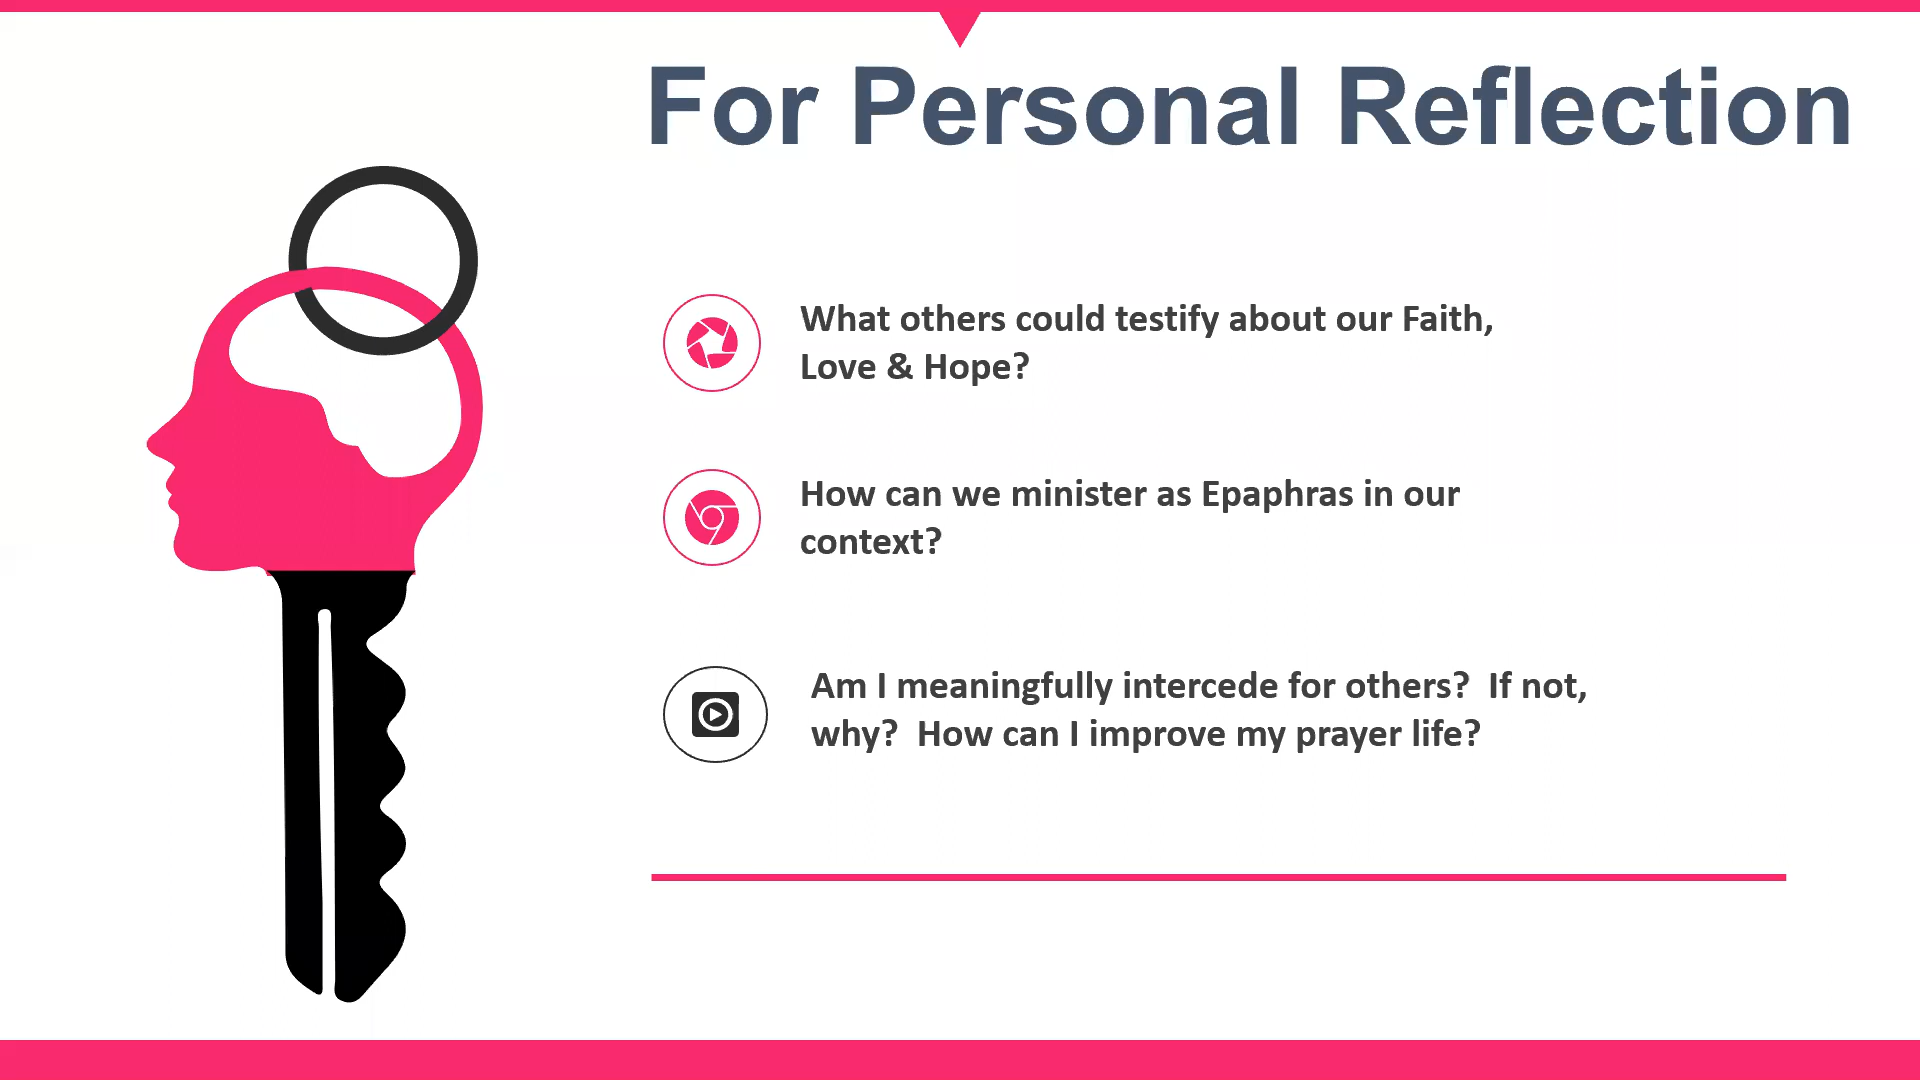 For Personal Reflection
What others could testify about our Faith,
Love & Hope?
How can we minister as Epaphras in our
context?
Am I meaningfully intercede for others?  If not,
why?  How can I improve my prayer life?